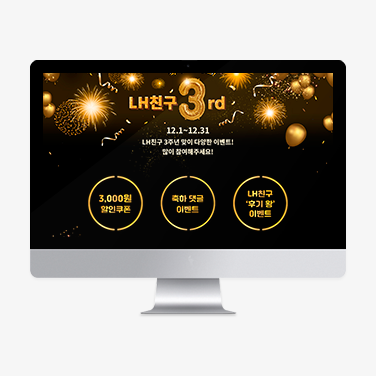 LH친구 3rd
12.1~12.31
LH친구 3주년 맞이 다양한 이벤트!
많이 참여해주세요!
3,000원
할인쿠폰
축하 댓글
이벤트
LH친구
'후기 왕'
이벤트